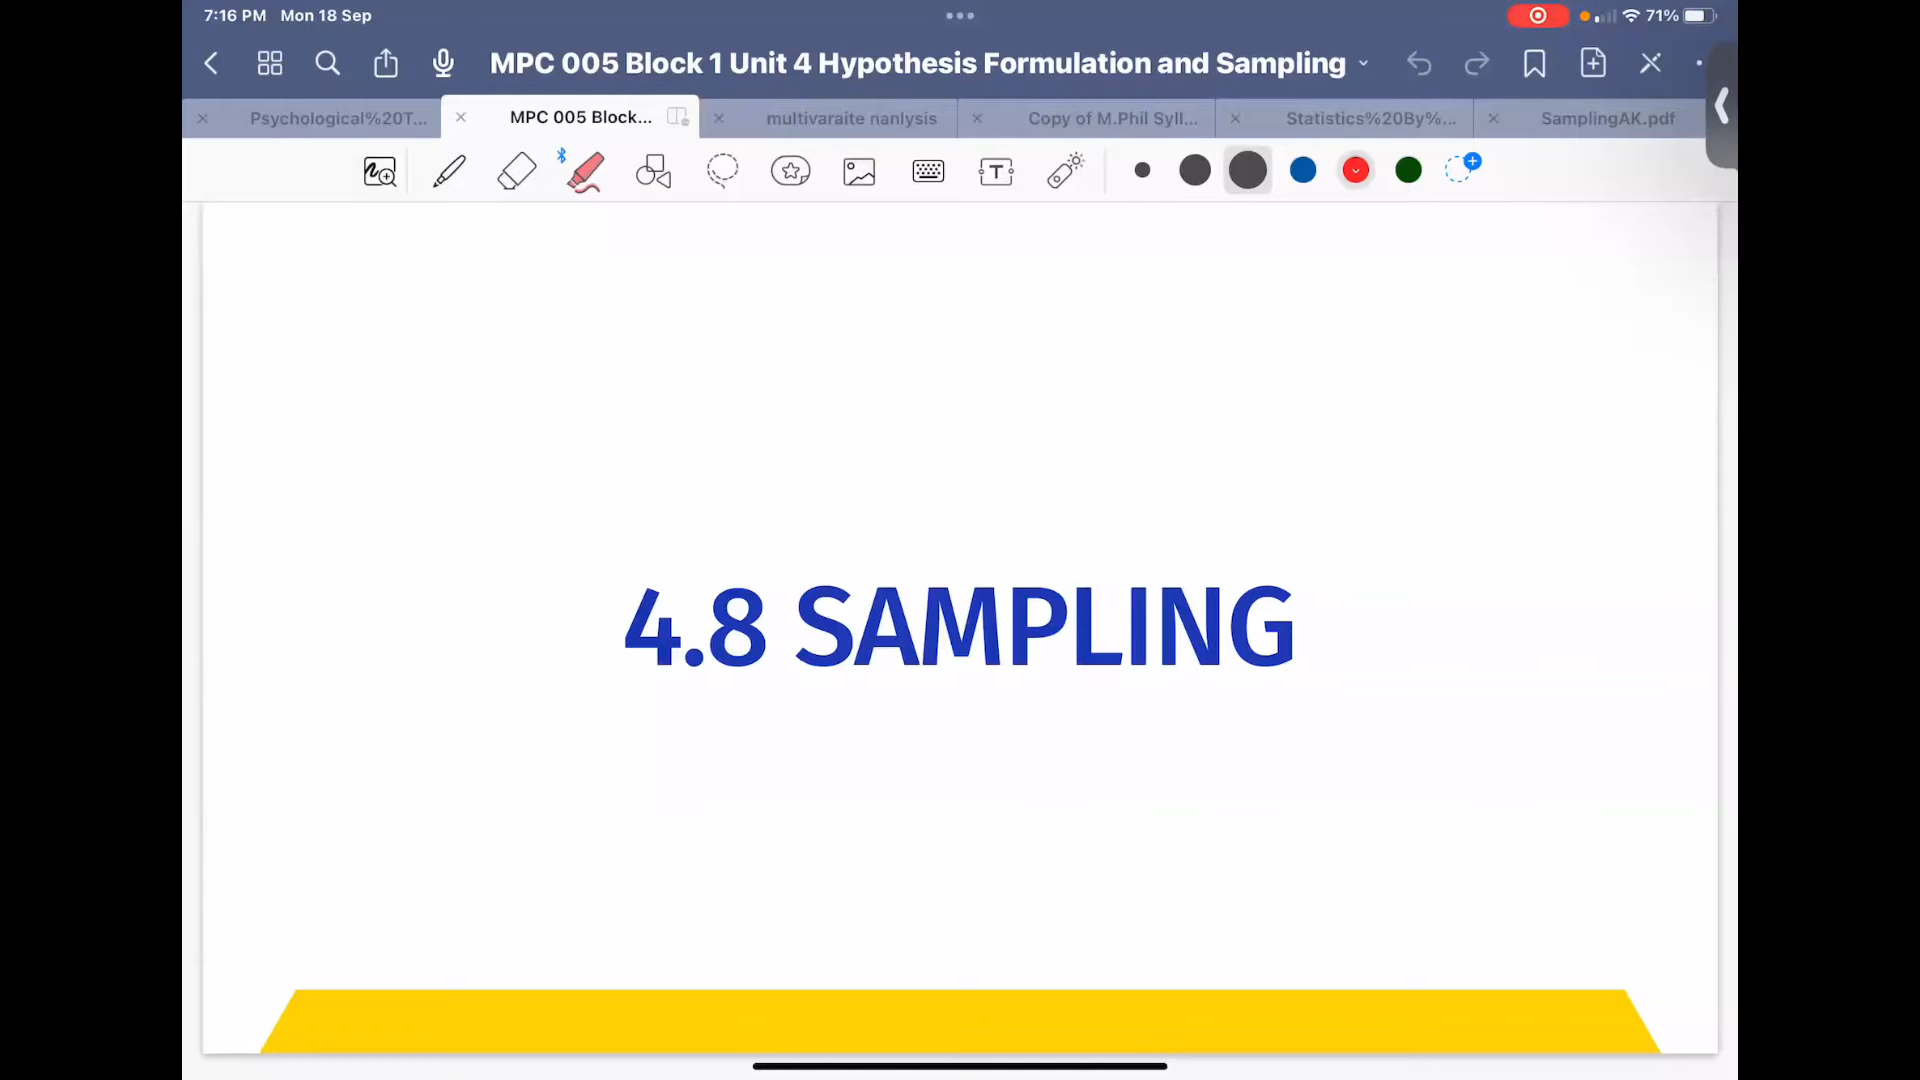 7:16 PM Mon 18 Sep
71%
MPC 005 Block 1 Unit 4 Hypothesis Formulation and Sampling
Psychological%20T... MPC 005 Block... multivaraite nanlysis Copy of M.Phil Syll... Statistics%20By%... SamplingAK.pdf
4.8 SAMPLING